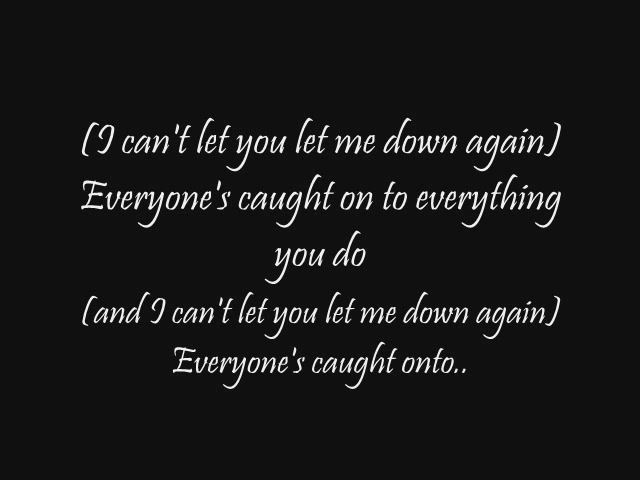 (I can't let you let me down again)
Everyone's caught on to everything
you do
(and I can't let you let me down again)
Everyone's caught onto..